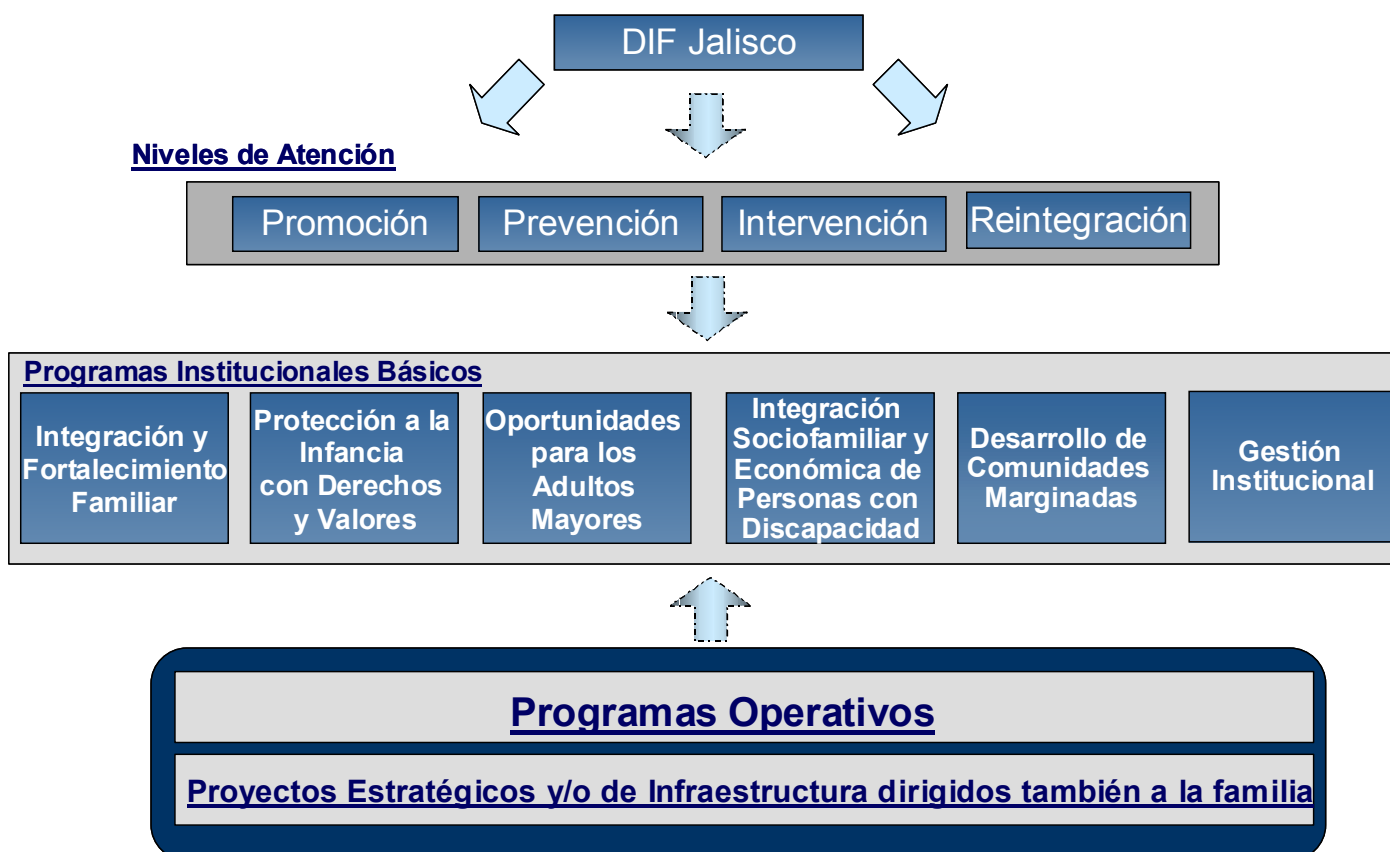 DIF Jalisco
Niveles de Atención
Promoción
Prevención
Intervención
Reintegración
Programas Institucionales Básicos
Integración y
Fortalecimiento
Familiar
Protección a la
Infancia
con Derechos
y Valores
Oportunidades
para los
Adultos
Mayores
Integración
Sociofamiliar y
Económica de
Personas con
Discapacidad
Desarrollo de
Comunidades
Marginadas
Gestión
Institucional
Programas Operativos
Proyectos Estratégicos y/o de Infraestructura dirigidos también a la familia